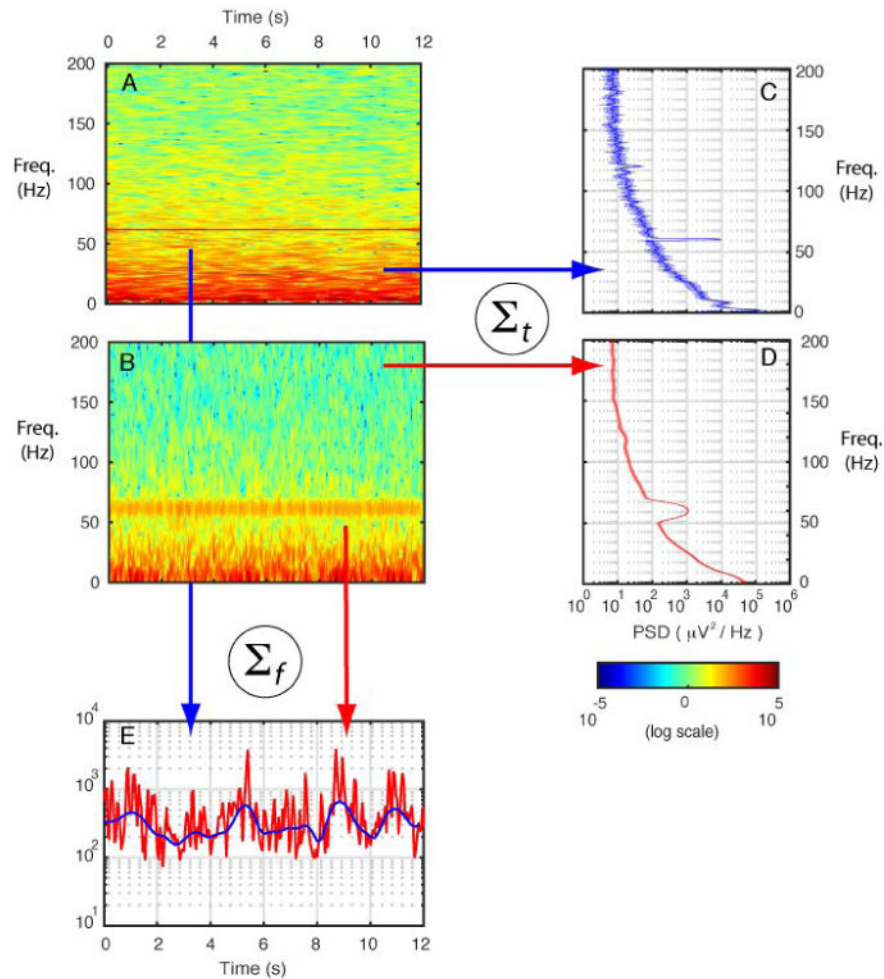 Time (s)
0 2 4 6 8 10 12
A
200
150
Freq.
(Hz)
100
50
0
C
200
150
Freq.
(Hz)
100
50
0
Σt
B
200
150
Freq.
(Hz)
100
50
0
D
200
150
Freq.
(Hz)
100
50
0
10^0 10^1 10^2 10^3 10^4 10^5 10^6
PSD ( μV^2 / Hz )
Σf
-5 0 5
10 (log scale) 10
E
10^4
10^3
10^2
10^1
0 2 4 6 8 10 12
Time (s)